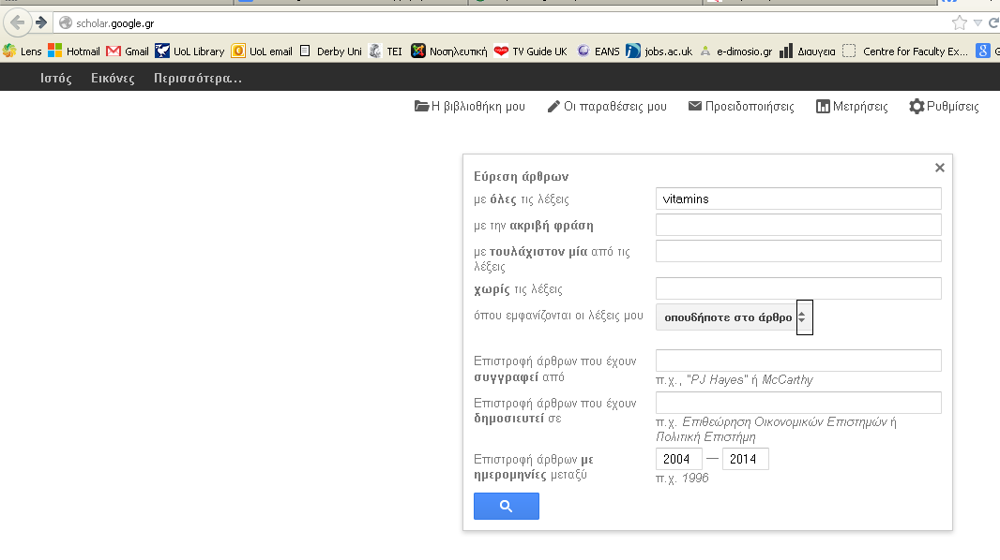 scholar.google.gr
Lens Hotmail Gmail UoL Library UoL email Derby Uni TEI Νοσηλευτική TV Guide UK EANS jobs.ac.uk e-dimosio.gr Διαυγια Centre for Faculty Ex...
Ιστός Εικόνες Περισσότερα...
Η βιβλιοθήκη μου Οι παραθέσεις μου Προειδοποιήσεις Μετρήσεις Ρυθμίσεις
Εύρεση άρθρων
με όλες τις λέξεις vitamins
με την ακριβή φράση
με τουλάχιστον μία από τις
λέξεις
χωρίς τις λέξεις
όπου εμφανίζονται οι λέξεις μου οπουδήποτε στο άρθρο
Επιστροφή άρθρων που έχουν
συγγραφεί από
π.χ., "PJ Hayes" ή McCarthy
Επιστροφή άρθρων που έχουν
δημοσιευτεί σε
π.χ. Επιθεώρηση Οικονομικών Επιστημών ή
Πολιτική Επιστήμη
Επιστροφή άρθρων με 2004 — 2014
ημερομηνίες μεταξύ
π.χ. 1996